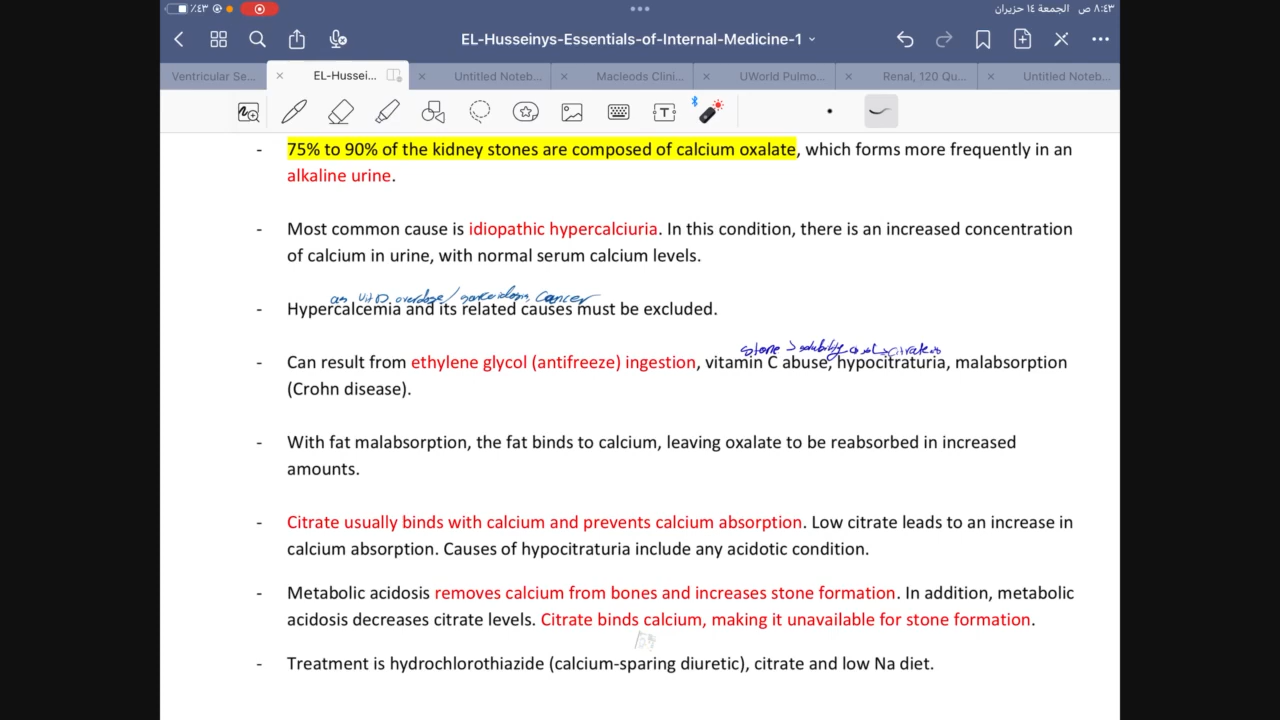 ٪٤٣
٨:٤٣ ص الجمعة ١٤ حزيران
EL-Husseinys-Essentials-of-Internal-Medicine-1
Ventricular Se...
EL-Hussei...
Untitled Noteb...
Macleods Clini...
UWorld Pulmo...
Renal, 120 Qu...
Untitled Noteb...
- 75% to 90% of the kidney stones are composed of calcium oxalate, which forms more frequently in an
alkaline urine.
- Most common cause is idiopathic hypercalciuria. In this condition, there is an increased concentration
of calcium in urine, with normal serum calcium levels.
as Vit D overdose / sarcoidosis, Cancer
- Hypercalcemia and its related causes must be excluded.
stone > solubility citrate
- Can result from ethylene glycol (antifreeze) ingestion, vitamin C abuse, hypocitraturia, malabsorption
(Crohn disease).
- With fat malabsorption, the fat binds to calcium, leaving oxalate to be reabsorbed in increased
amounts.
- Citrate usually binds with calcium and prevents calcium absorption. Low citrate leads to an increase in
calcium absorption. Causes of hypocitraturia include any acidotic condition.
- Metabolic acidosis removes calcium from bones and increases stone formation. In addition, metabolic
acidosis decreases citrate levels. Citrate binds calcium, making it unavailable for stone formation.
- Treatment is hydrochlorothiazide (calcium-sparing diuretic), citrate and low Na diet.